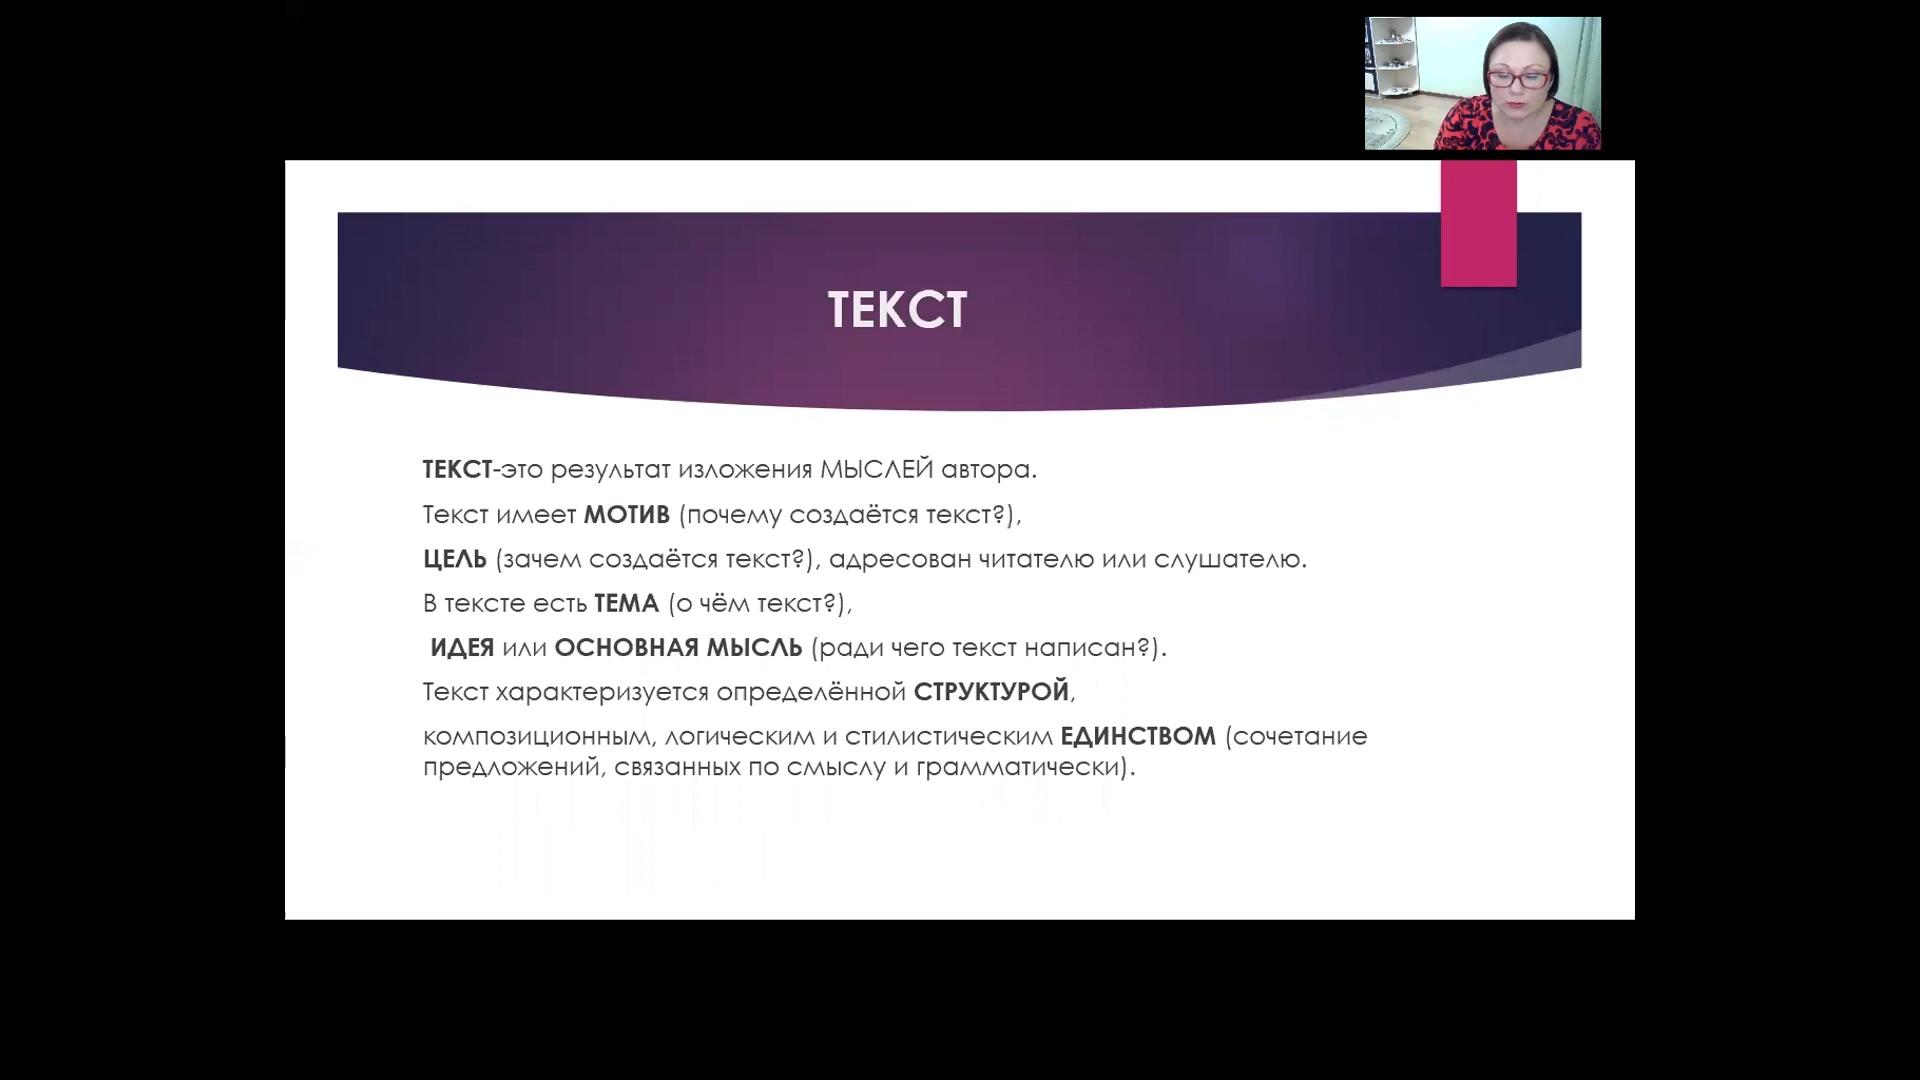 ТЕКСТ
ТЕКСТ-это результат изложения МЫСЛЕЙ автора.
Текст имеет МОТИВ (почему создаётся текст?),
ЦЕЛЬ (зачем создаётся текст?), адресован читателю или слушателю.
В тексте есть ТЕМА (о чём текст?),
ИДЕЯ или ОСНОВНАЯ МЫСЛЬ (ради чего текст написан?).
Текст характеризуется определённой СТРУКТУРОЙ,
композиционным, логическим и стилистическим ЕДИНСТВОМ (сочетание
предложений, связанных по смыслу и грамматически).